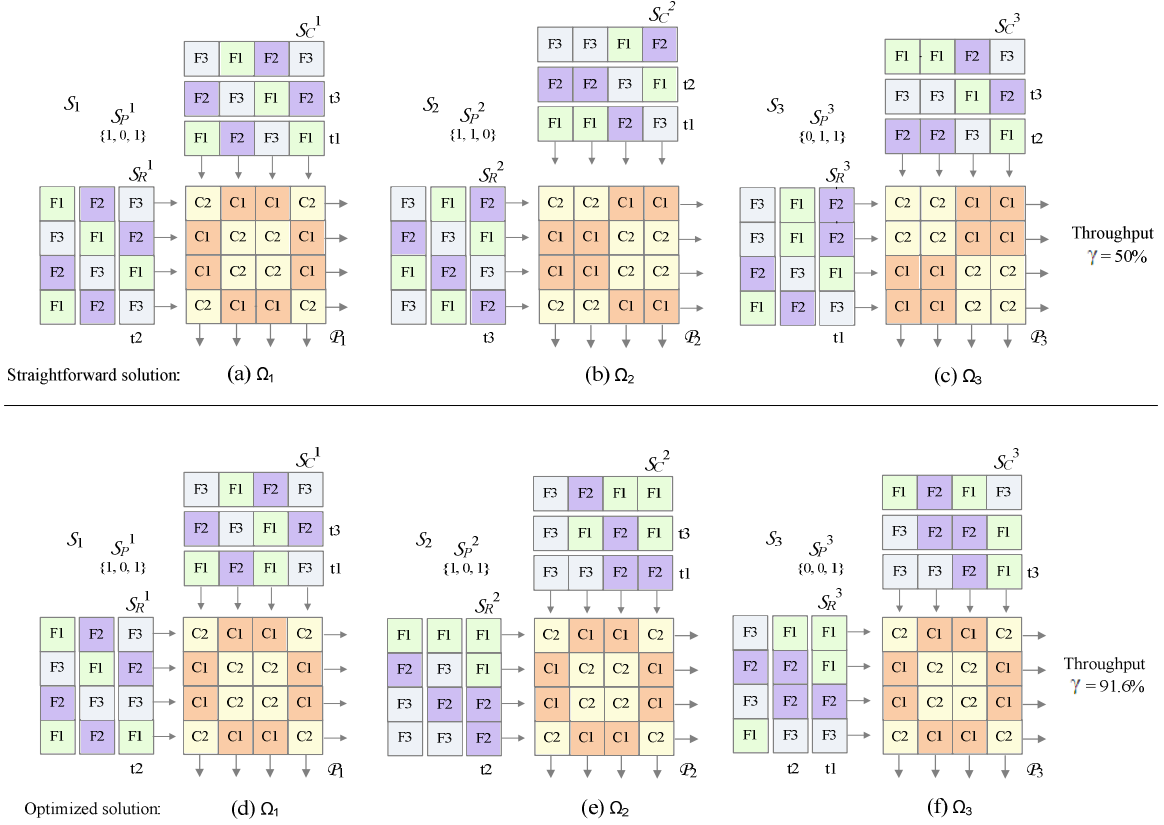 S_C^1
F3 F1 F2 F3
F2 F3 F1 F2 t3
F1 F2 F3 F1 t1
S_1 S_P^1
{1, 0, 1}
S_R^1
F1 F2 F3 C2 C1 C1 C2
F3 F1 F2 C1 C2 C2 C1
F2 F3 F1 C1 C2 C2 C1
F1 F2 F3 C2 C1 C1 C2
t2 P_1
S_C^2
F3 F3 F1 F2
F2 F2 F3 F1 t2
F1 F1 F2 F3 t1
S_2 S_P^2
{1, 1, 0}
S_R^2
F3 F1 F2 C2 C2 C1 C1
F2 F3 F1 C1 C1 C2 C2
F1 F2 F3 C1 C1 C2 C2
F3 F1 F2 C2 C2 C1 C1
t3 P_2
S_C^3
F1 F1 F2 F3
F3 F3 F1 F2 t3
F2 F2 F3 F1 t2
S_3 S_P^3
{0, 1, 1}
S_R^3
F3 F1 F2 C2 C2 C1 C1
F3 F1 F2 C2 C2 C1 C1
F2 F3 F1 C1 C1 C2 C2
F1 F2 F3 C1 C1 C2 C2
t1 P_3
Throughput
γ = 50%
Straightforward solution: (a) Ω₁ (b) Ω₂ (c) Ω₃
S_C^1
F3 F1 F2 F3
F2 F3 F1 F2 t3
F1 F2 F1 F3 t1
S_1 S_P^1
{1, 0, 1}
S_R^1
F1 F2 F3 C2 C1 C1 C2
F3 F1 F2 C1 C2 C2 C1
F2 F3 F3 C1 C2 C2 C1
F1 F2 F1 C2 C1 C1 C2
t2 P_1
S_C^2
F3 F2 F1 F1
F3 F1 F2 F1 t3
F3 F3 F2 F2 t1
S_2 S_P^2
{1, 0, 1}
S_R^2
F1 F1 F1 C2 C1 C1 C2
F2 F3 F1 C1 C2 C2 C1
F3 F2 F2 C1 C2 C2 C1
F3 F3 F2 C2 C1 C1 C2
t2 P_2
S_C^3
F1 F2 F1 F3
F3 F2 F2 F1
F3 F3 F2 F1 t3
S_3 S_P^3
{0, 0, 1}
S_R^3
F3 F1 F1 C2 C1 C1 C2
F2 F2 F1 C1 C2 C2 C1
F3 F2 F2 C1 C2 C2 C1
F1 F3 F3 C2 C1 C1 C2
t2 t1 P_3
Throughput
γ = 91.6%
Optimized solution: (d) Ω₁ (e) Ω₂ (f) Ω₃